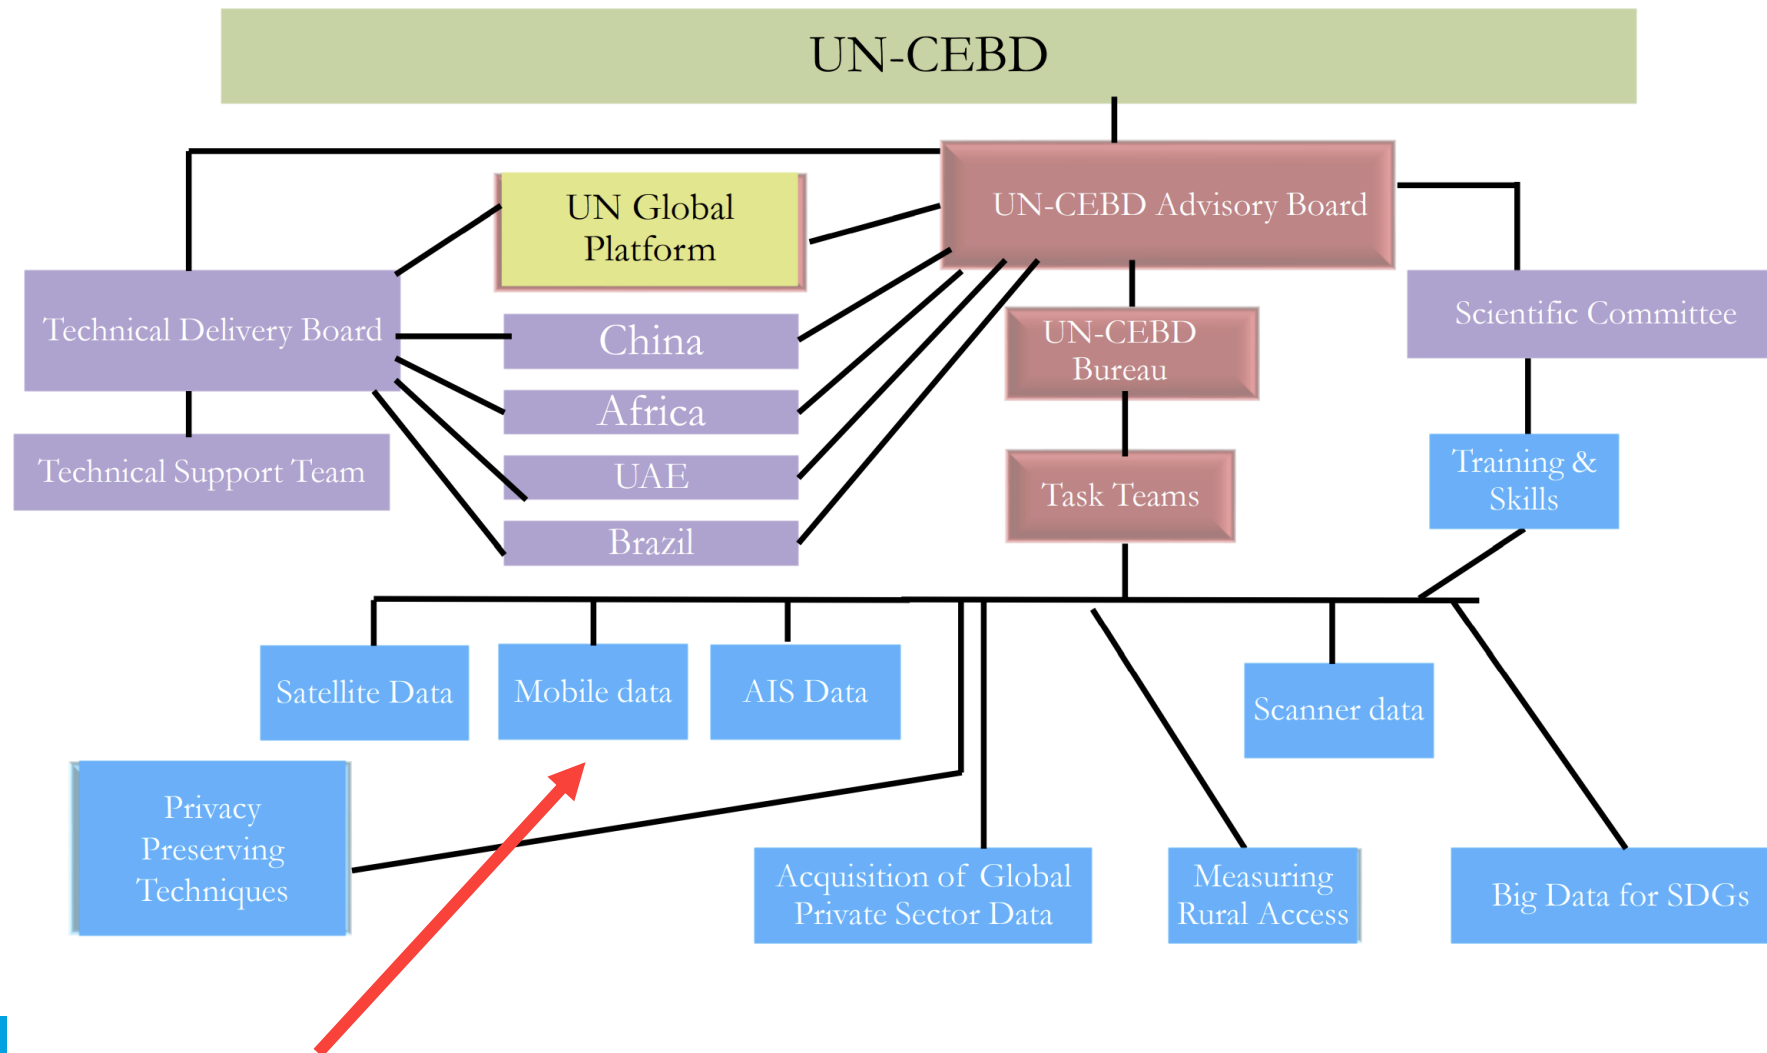 UN-CEBD
UN Global
Platform
UN-CEBD Advisory Board
Technical Delivery Board
China
Africa
UAE
Brazil
UN-CEBD
Bureau
Scientific Committee
Technical Support Team
Task Teams
Training &
Skills
Satellite Data
Mobile data
AIS Data
Scanner data
Privacy
Preserving
Techniques
Acquisition of Global
Private Sector Data
Measuring
Rural Access
Big Data for SDGs